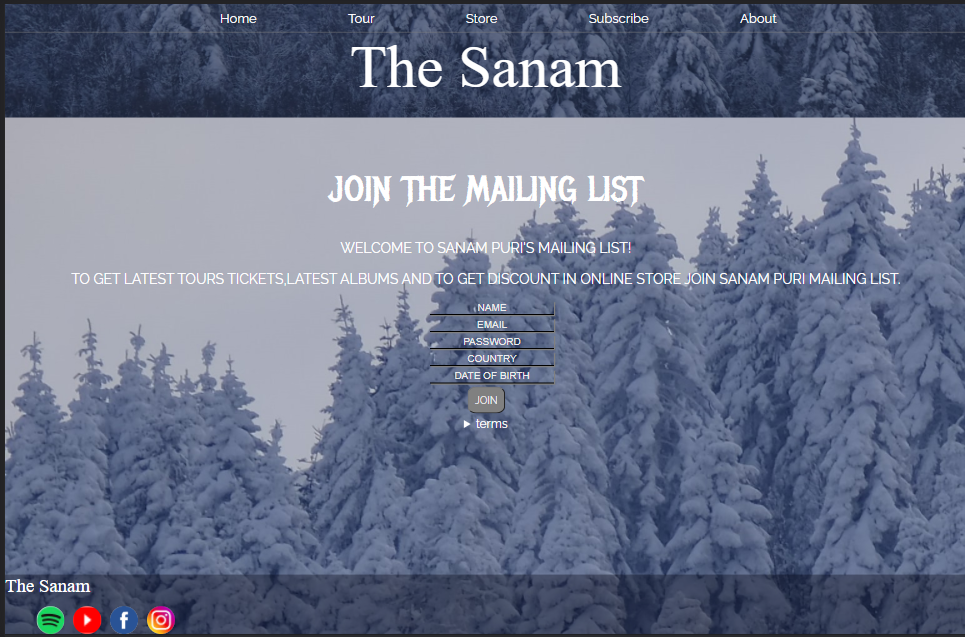 Home Tour Store Subscribe About
The Sanam
JOIN THE MAILING LIST
WELCOME TO SANAM PURI'S MAILING LIST!
TO GET LATEST TOURS TICKETS,LATEST ALBUMS AND TO GET DISCOUNT IN ONLINE STORE JOIN SANAM PURI MAILING LIST.
NAME
EMAIL
PASSWORD
COUNTRY
DATE OF BIRTH
JOIN
terms
The Sanam